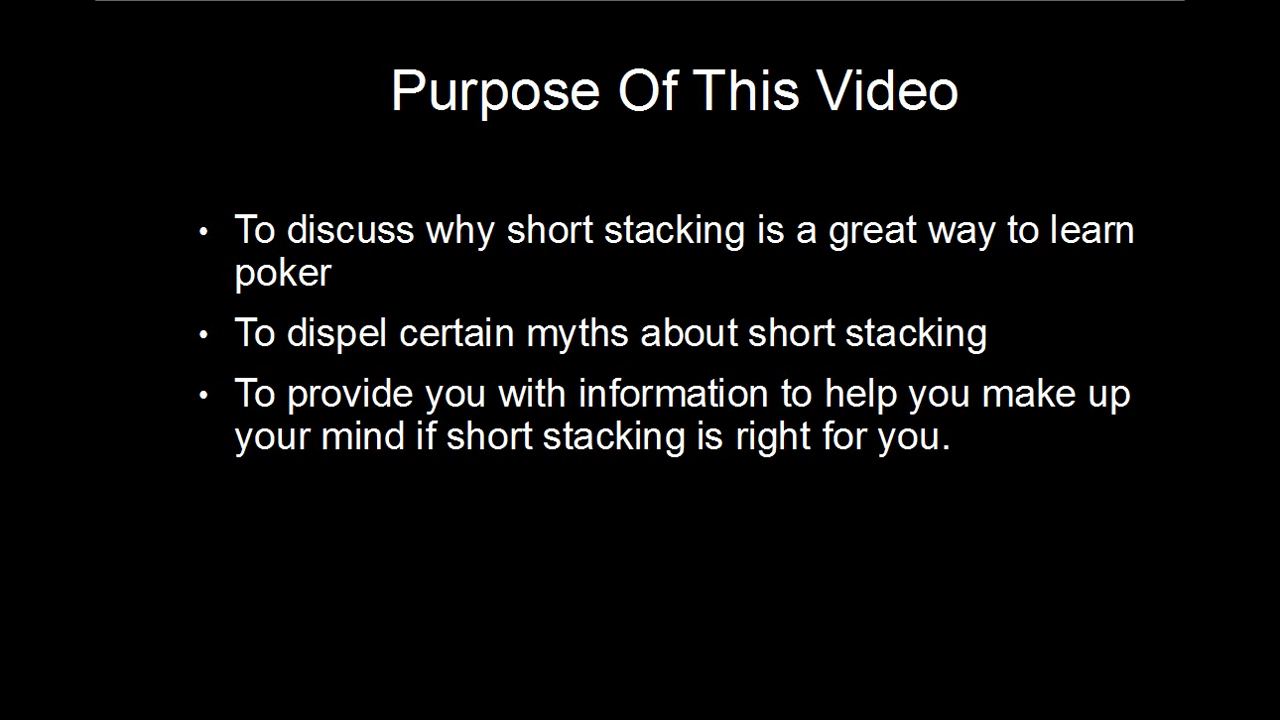 Purpose Of This Video
• To discuss why short stacking is a great way to learn
poker
• To dispel certain myths about short stacking
• To provide you with information to help you make up
your mind if short stacking is right for you.